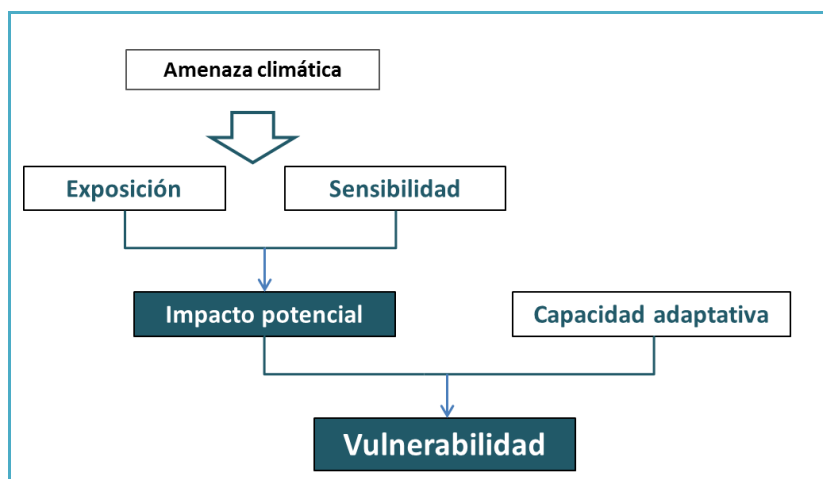 Amenaza climática
Exposición
Sensibilidad
Impacto potencial
Capacidad adaptativa
Vulnerabilidad